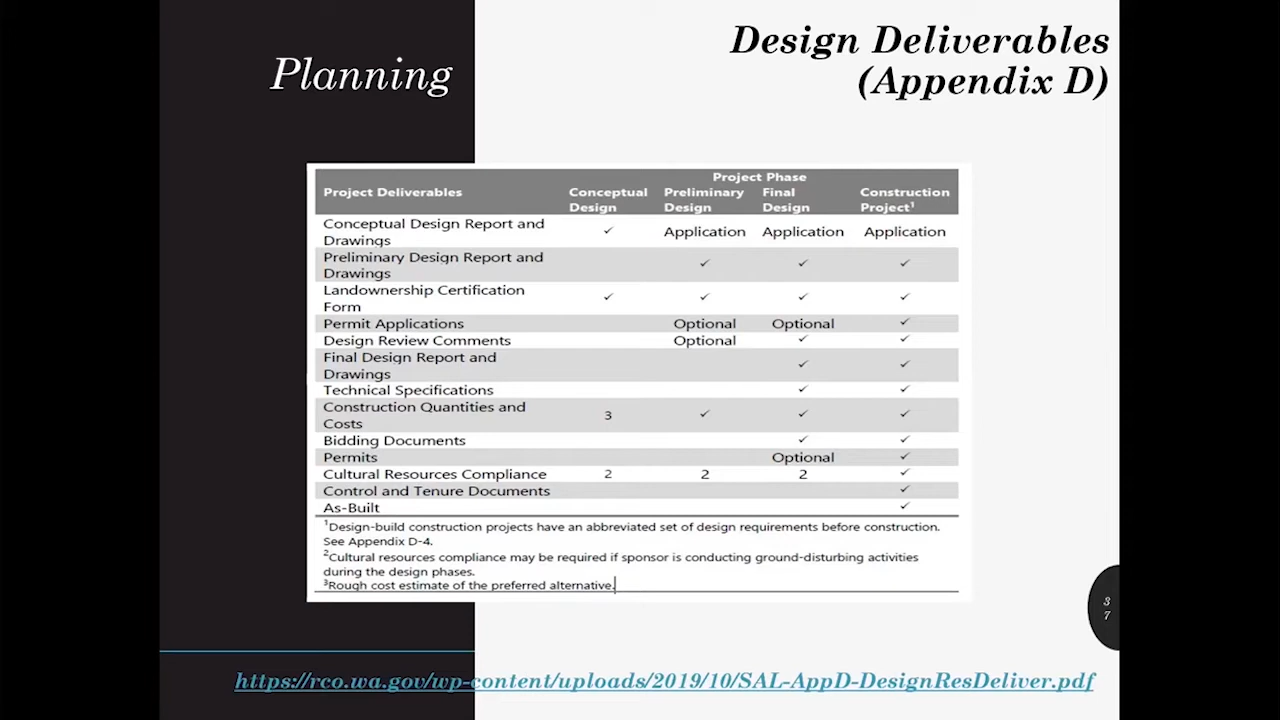 Planning
Design Deliverables
(Appendix D)
Project Phase
Project Deliverables Conceptual Preliminary Final Construction
Design Design Design Project¹
Conceptual Design Report and
Drawings ✓ Application Application Application
Preliminary Design Report and
Drawings ✓ ✓ ✓
Landownership Certification
Form ✓ ✓ ✓ ✓
Permit Applications Optional Optional ✓
Design Review Comments Optional ✓ ✓
Final Design Report and
Drawings ✓ ✓
Technical Specifications ✓ ✓
Construction Quantities and
Costs 3 ✓ ✓ ✓
Bidding Documents ✓ ✓
Permits Optional ✓
Cultural Resources Compliance 2 2 2 ✓
Control and Tenure Documents ✓
As-Built ✓
¹Design-build construction projects have an abbreviated set of design requirements before construction.
See Appendix D-4.
²Cultural resources compliance may be required if sponsor is conducting ground-disturbing activities
during the design phases.
³Rough cost estimate of the preferred alternative.
3
7
https://rco.wa.gov/wp-content/uploads/2019/10/SAL-AppD-DesignResDeliver.pdf